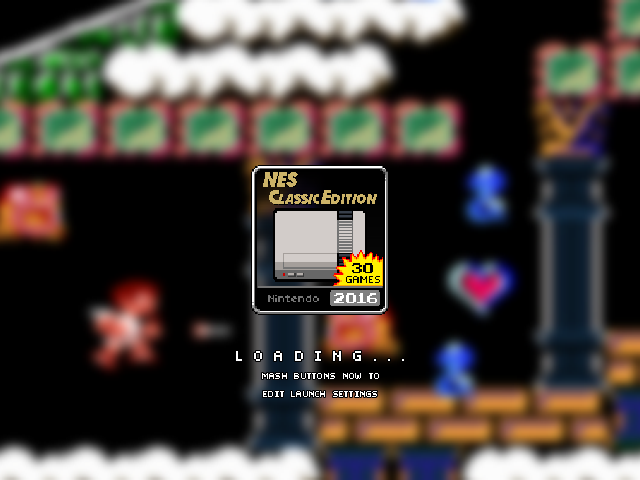 NES
CLASSIC EDITION
30
GAMES
Nintendo 2016
LOADING...
MASH BUTTONS NOW TO
EDIT LAUNCH SETTINGS